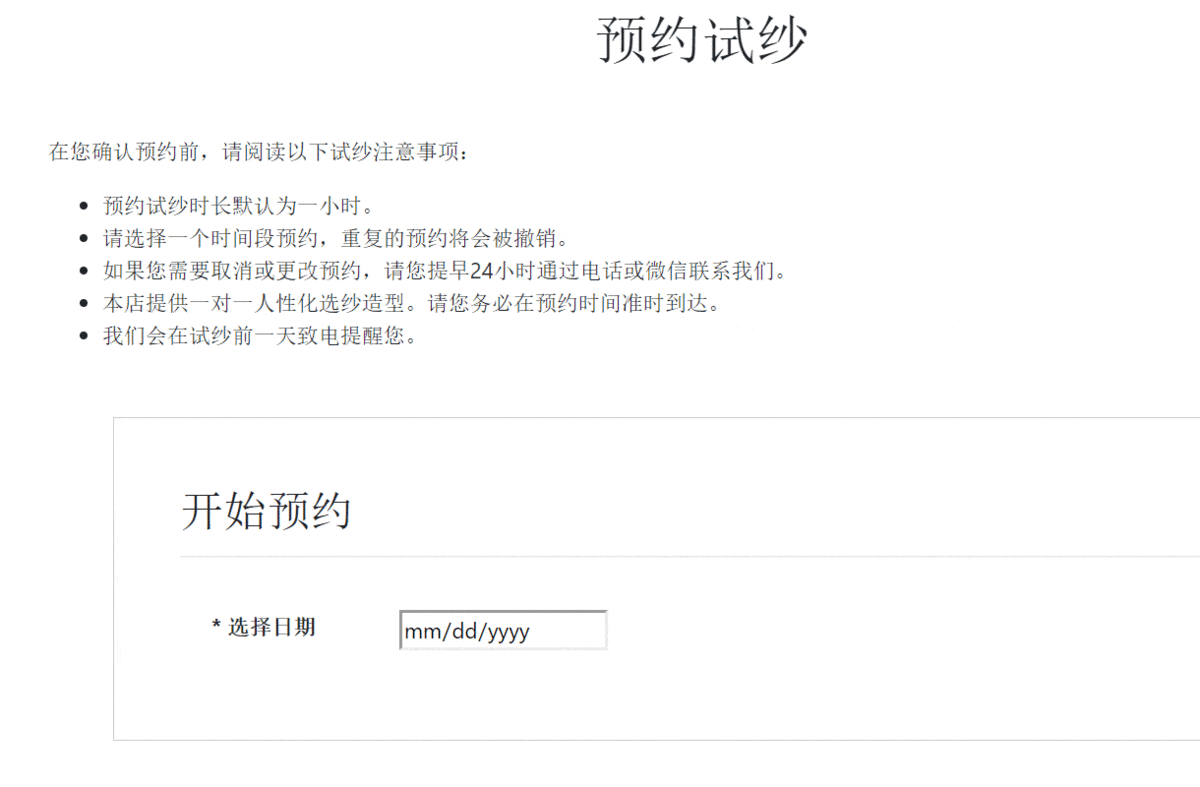 预约试纱
在您确认预约前，请阅读以下试纱注意事项：
• 预约试纱时长默认为一小时。
• 请选择一个时间段预约，重复的预约将会被撤销。
• 如果您需要取消或更改预约，请您提早24小时通过电话或微信联系我们。
• 本店提供一对一人性化选纱造型。请您务必在预约时间准时到达。
• 我们会在试纱前一天致电提醒您。
开始预约
* 选择日期 mm/dd/yyyy